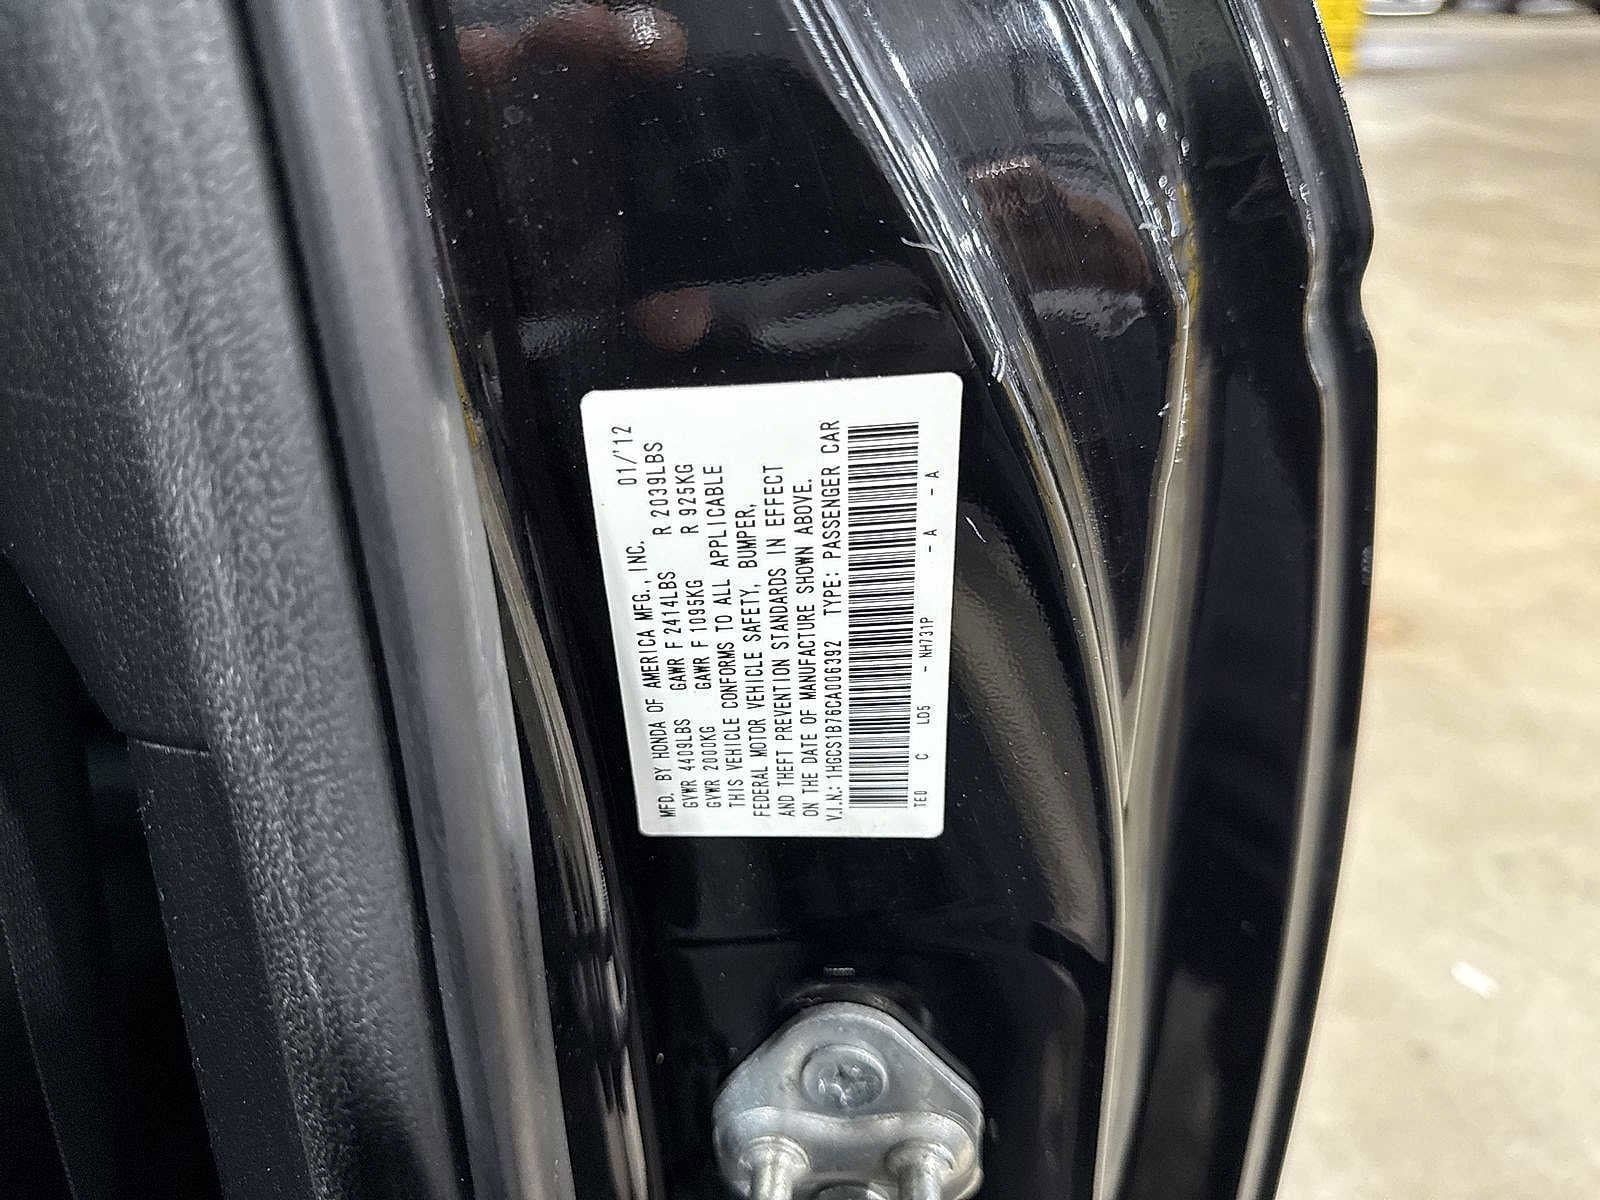 MFD. BY HONDA OF AMERICA MFG., INC. 01/'12
GVWR 4409LBS GAWR F 2414LBS R 2039LBS
GVWR 2000KG GAWR F 1095KG R 925KG
THIS VEHICLE CONFORMS TO ALL APPLICABLE
FEDERAL MOTOR VEHICLE SAFETY, BUMPER,
AND THEFT PREVENTION STANDARDS IN EFFECT
ON THE DATE OF MANUFACTURE SHOWN ABOVE.
V.I.N.: 1HGCS1B76CA006392 TYPE: PASSENGER CAR
TE0 C LD5 - NH731P - A - A